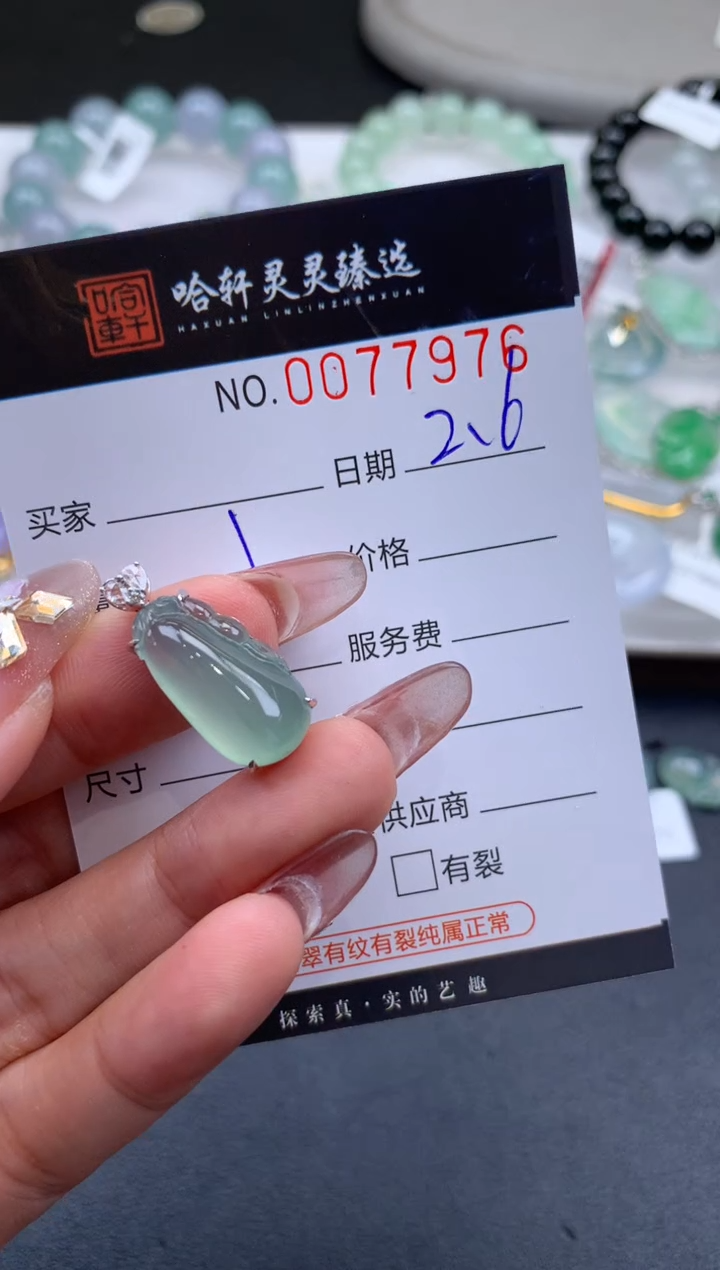 哈轩
哈轩灵灵臻选
HAXUAN LINLINZHENXUAN
NO.0077976
日期 2、6
买家
价格
服务费
尺寸
供应商
有裂
翠有纹有裂纯属正常
探索真·实的艺趣